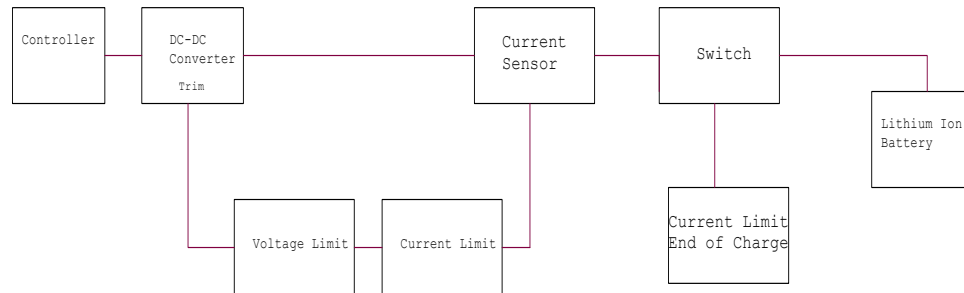 Controller
DC-DC
Converter
Trim
Current
Sensor
Switch
Lithium Ion
Battery
Voltage Limit
Current Limit
Current Limit
End of Charge